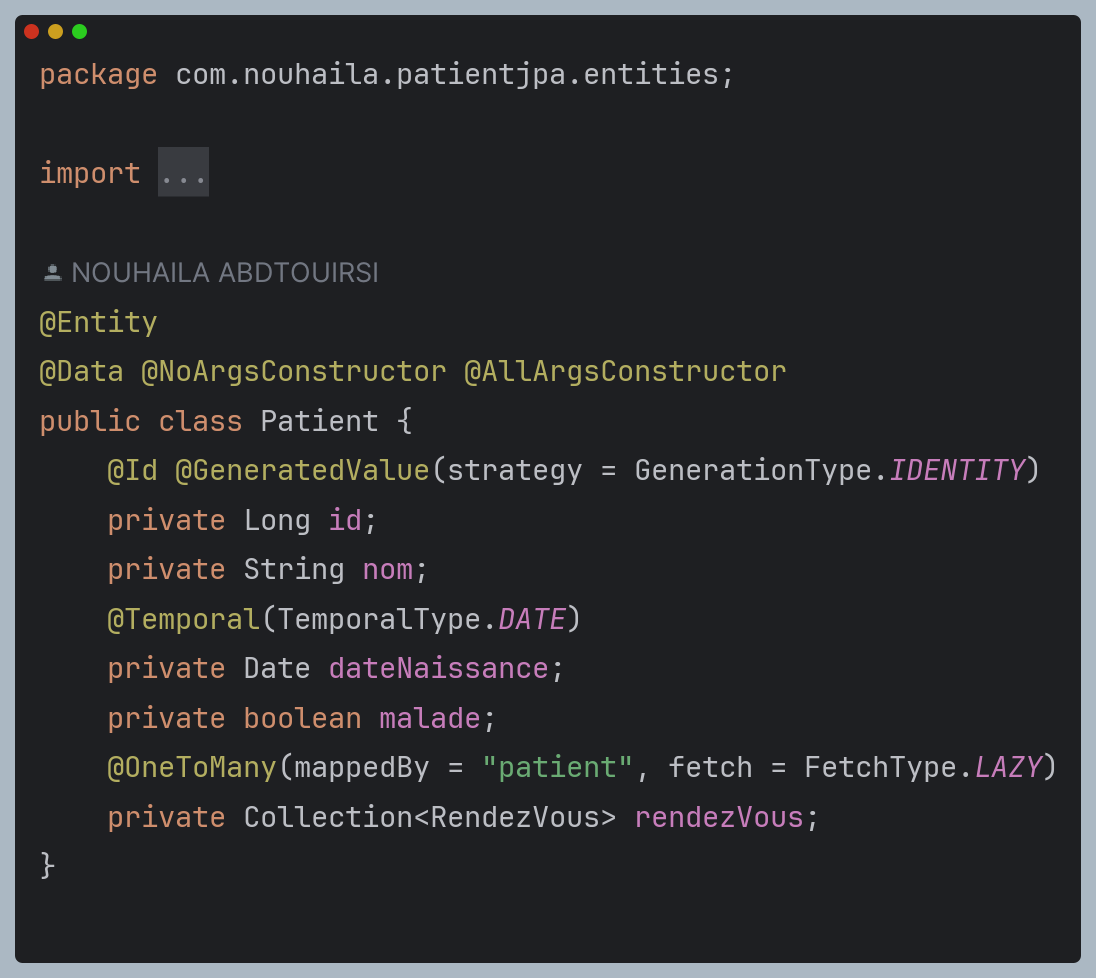 package com.nouhaila.patientjpa.entities;
import ...
NOUHAILA ABDTOUIRSI
@Entity
@Data @NoArgsConstructor @AllArgsConstructor
public class Patient {
    @Id @GeneratedValue(strategy = GenerationType.IDENTITY)
    private Long id;
    private String nom;
    @Temporal(TemporalType.DATE)
    private Date dateNaissance;
    private boolean malade;
    @OneToMany(mappedBy = "patient", fetch = FetchType.LAZY)
    private Collection<RendezVous> rendezVous;
}